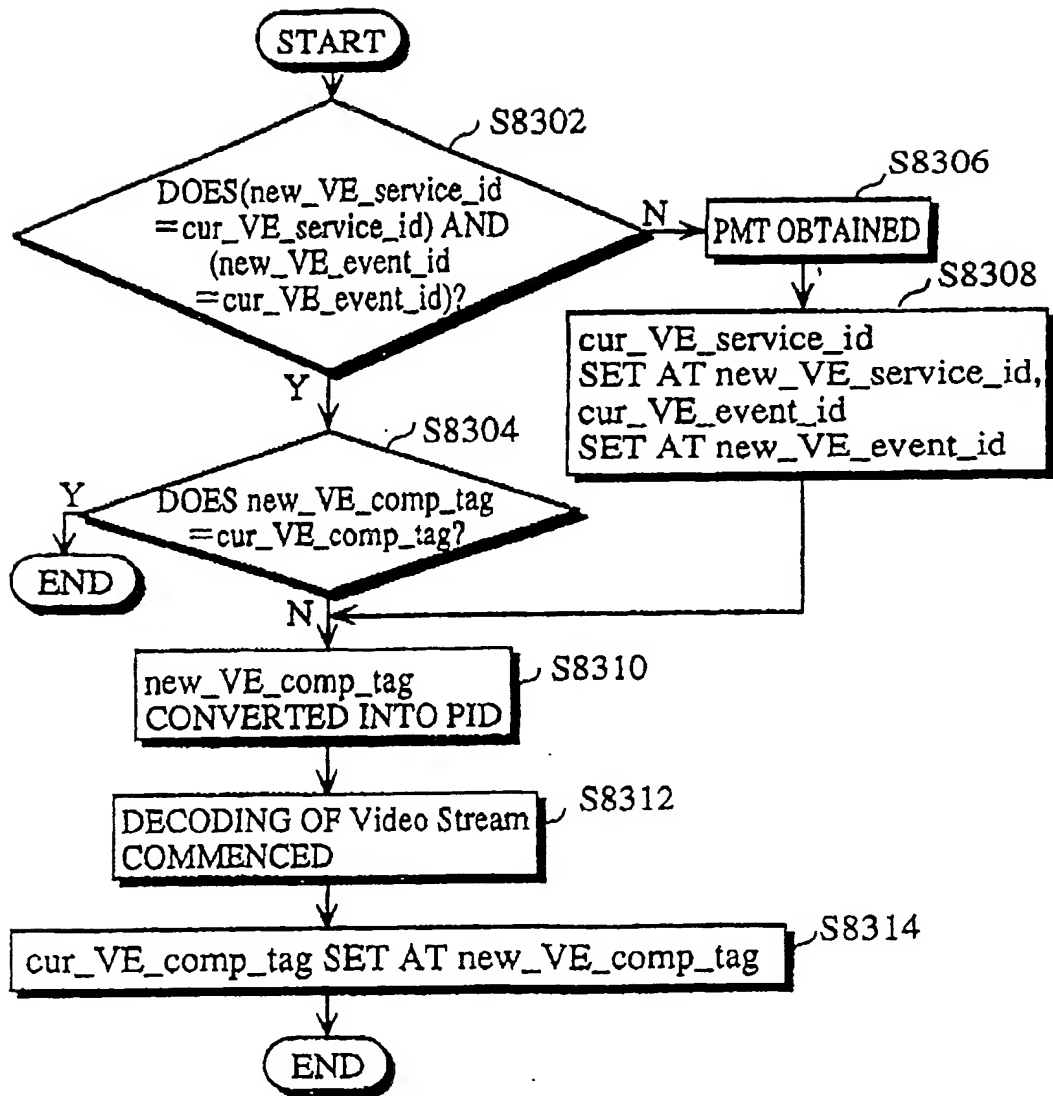 START
S8302
DOES(new_VE_service_id
=cur_VE_service_id) AND
(new_VE_event_id
=cur_VE_event_id)?
N
S8306
PMT OBTAINED
S8308
cur_VE_service_id
SET AT new_VE_service_id,
cur_VE_event_id
SET AT new_VE_event_id
Y
S8304
DOES new_VE_comp_tag
=cur_VE_comp_tag?
Y
END
N
S8310
new_VE_comp_tag
CONVERTED INTO PID
S8312
DECODING OF Video Stream
COMMENCED
S8314
cur_VE_comp_tag SET AT new_VE_comp_tag
END